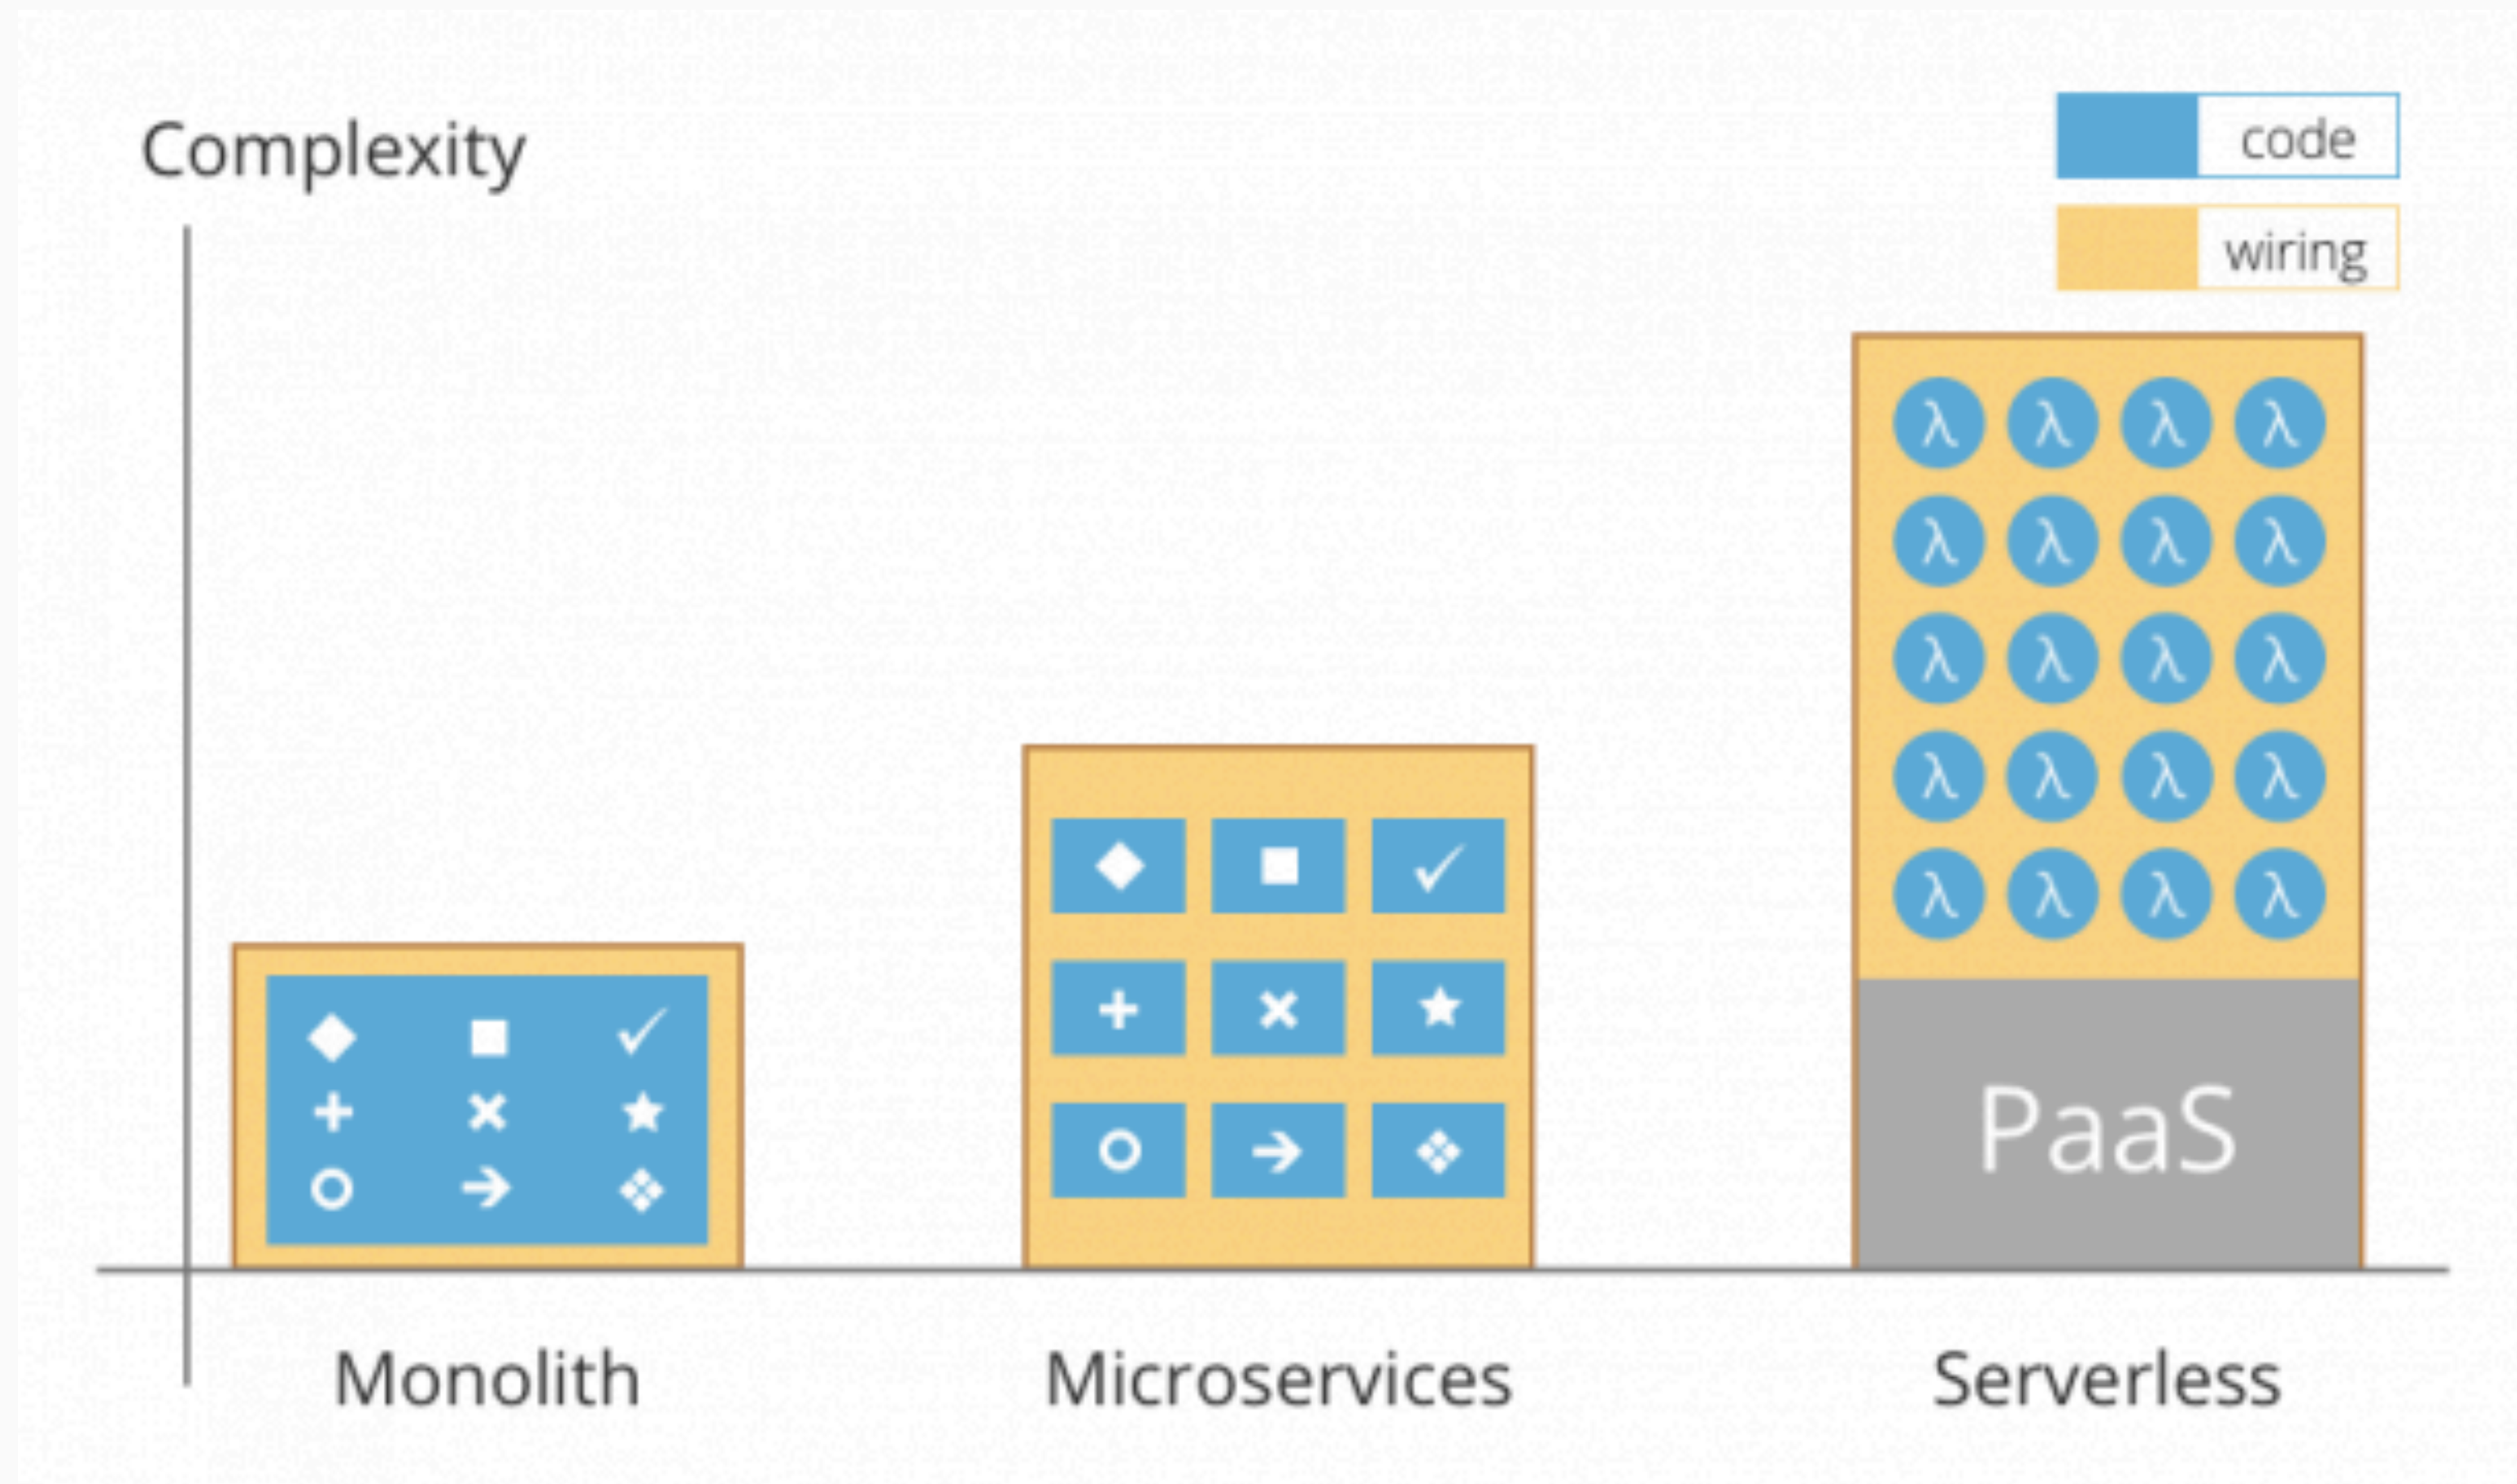 Complexity
code
wiring
λ λ λ λ
λ λ λ λ
λ λ λ λ
λ λ λ λ
λ λ λ λ
PaaS
Monolith
Microservices
Serverless